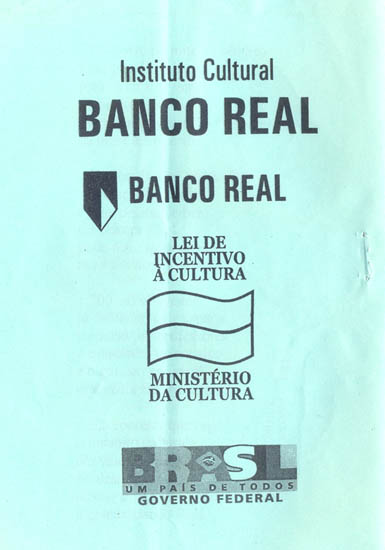 Instituto Cultural
BANCO REAL
BANCO REAL
LEI DE
INCENTIVO
À CULTURA
MINISTÉRIO
DA CULTURA
BRASIL
UM PAÍS DE TODOS
GOVERNO FEDERAL